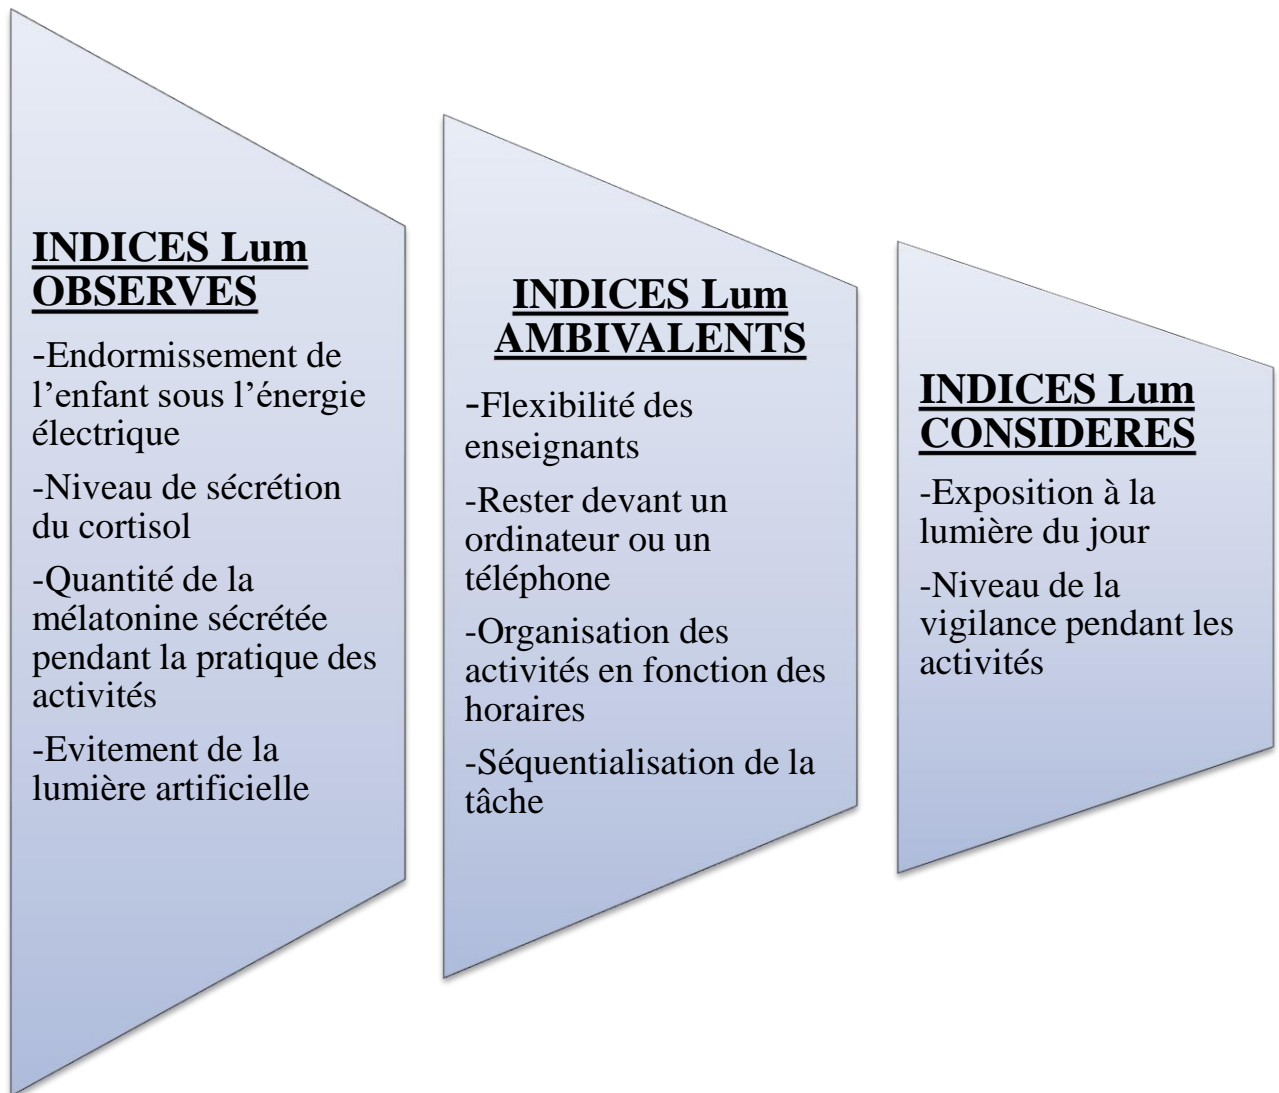 INDICES Lum
OBSERVES
-Endormissement de
l’enfant sous l’énergie
électrique
-Niveau de sécrétion
du cortisol
-Quantité de la
mélatonine sécrétée
pendant la pratique des
activités
-Evitement de la
lumière artificielle
INDICES Lum
AMBIVALENTS
-Flexibilité des
enseignants
-Rester devant un
ordinateur ou un
téléphone
-Organisation des
activités en fonction des
horaires
-Séquentialisation de la
tâche
INDICES Lum
CONSIDERES
-Exposition à la
lumière du jour
-Niveau de la
vigilance pendant les
activités